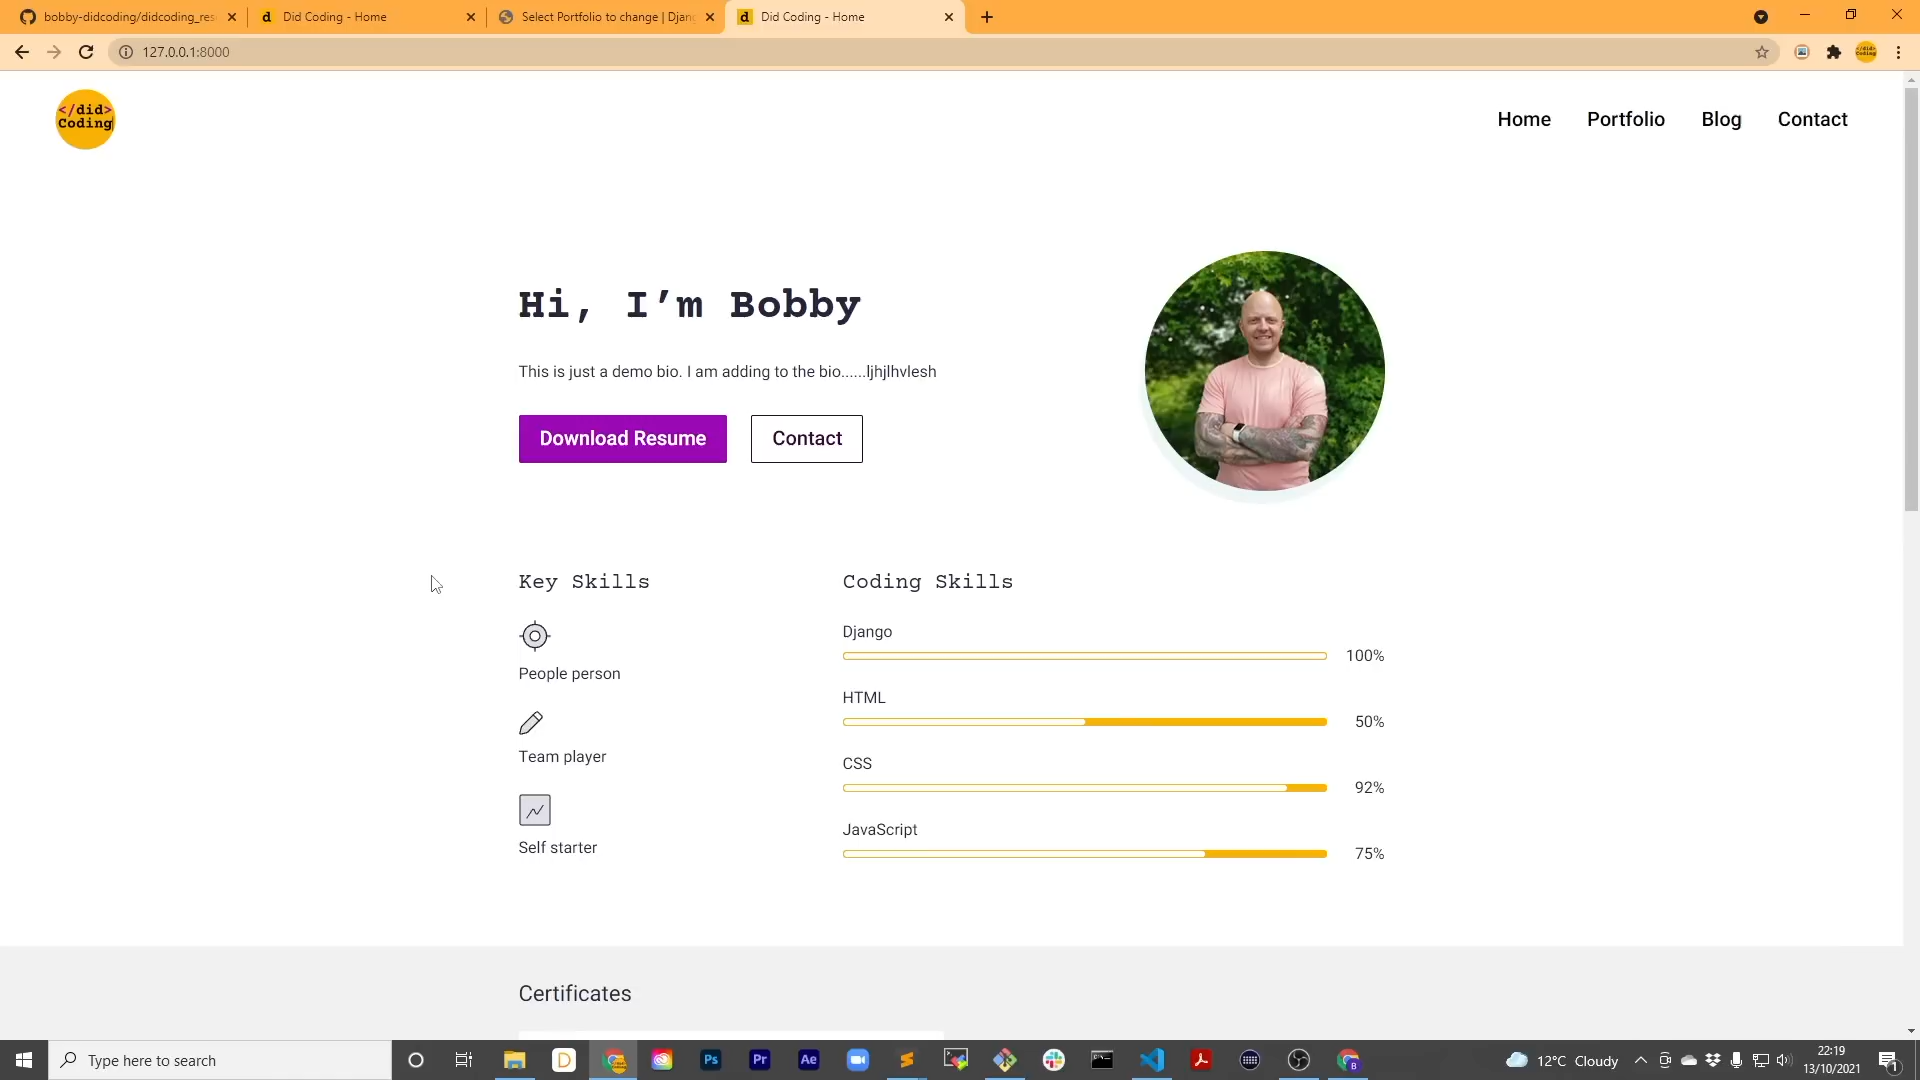 bobby-didcoding/didcoding_res
Did Coding - Home
Select Portfolio to change | Djan
Did Coding - Home
127.0.0.1:8000
</did>
Coding
Home
Portfolio
Blog
Contact
Hi, I’m Bobby
This is just a demo bio. I am adding to the bio......ljhjlhvlesh
Download Resume
Contact
Key Skills
People person
Team player
Self starter
Coding Skills
Django
100%
HTML
50%
CSS
92%
JavaScript
75%
Certificates
Type here to search
Ps
Pr
Ae
12°C Cloudy
22:19
13/10/2021